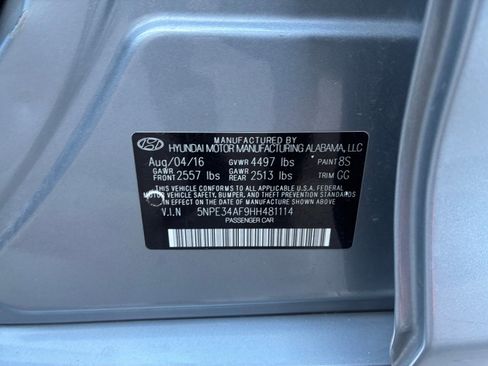 MANUFACTURED BY
HYUNDAI MOTOR MANUFACTURING ALABAMA, LLC
Aug/04/16 GVWR 4497 lbs PAINT 8S
GAWR FRONT 2557 lbs GAWR REAR 2513 lbs TRIM GG
THIS VEHICLE CONFORMS TO ALL APPLICABLE U.S.A. FEDERAL
MOTOR VEHICLE SAFETY, BUMPER, AND THEFT PREVENTION STANDARDS
IN EFFECT ON THE DATE OF MANUFACTURE SHOWN ABOVE
V.I.N 5NPE34AF9HH481114
PASSENGER CAR